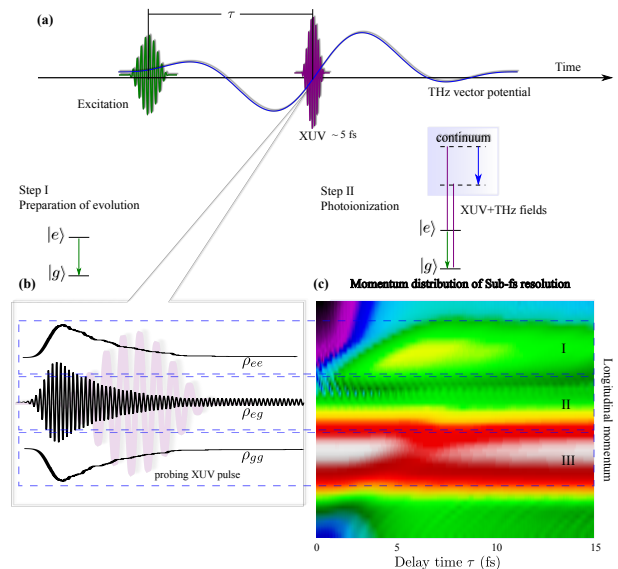 (a)
τ
Time
Excitation
THz vector potential
XUV ~ 5 fs
continuum
Step I
Preparation of evolution
Step II
Photoionization
XUV+THz fields
|e⟩
|g⟩
|e⟩
|g⟩
(b)
ρee
ρeg
ρgg
probing XUV pulse
(c)
Momentum distribution of Sub-fs resolution
I
II
III
Longitudinal momentum
0 5 10 15
Delay time τ (fs)